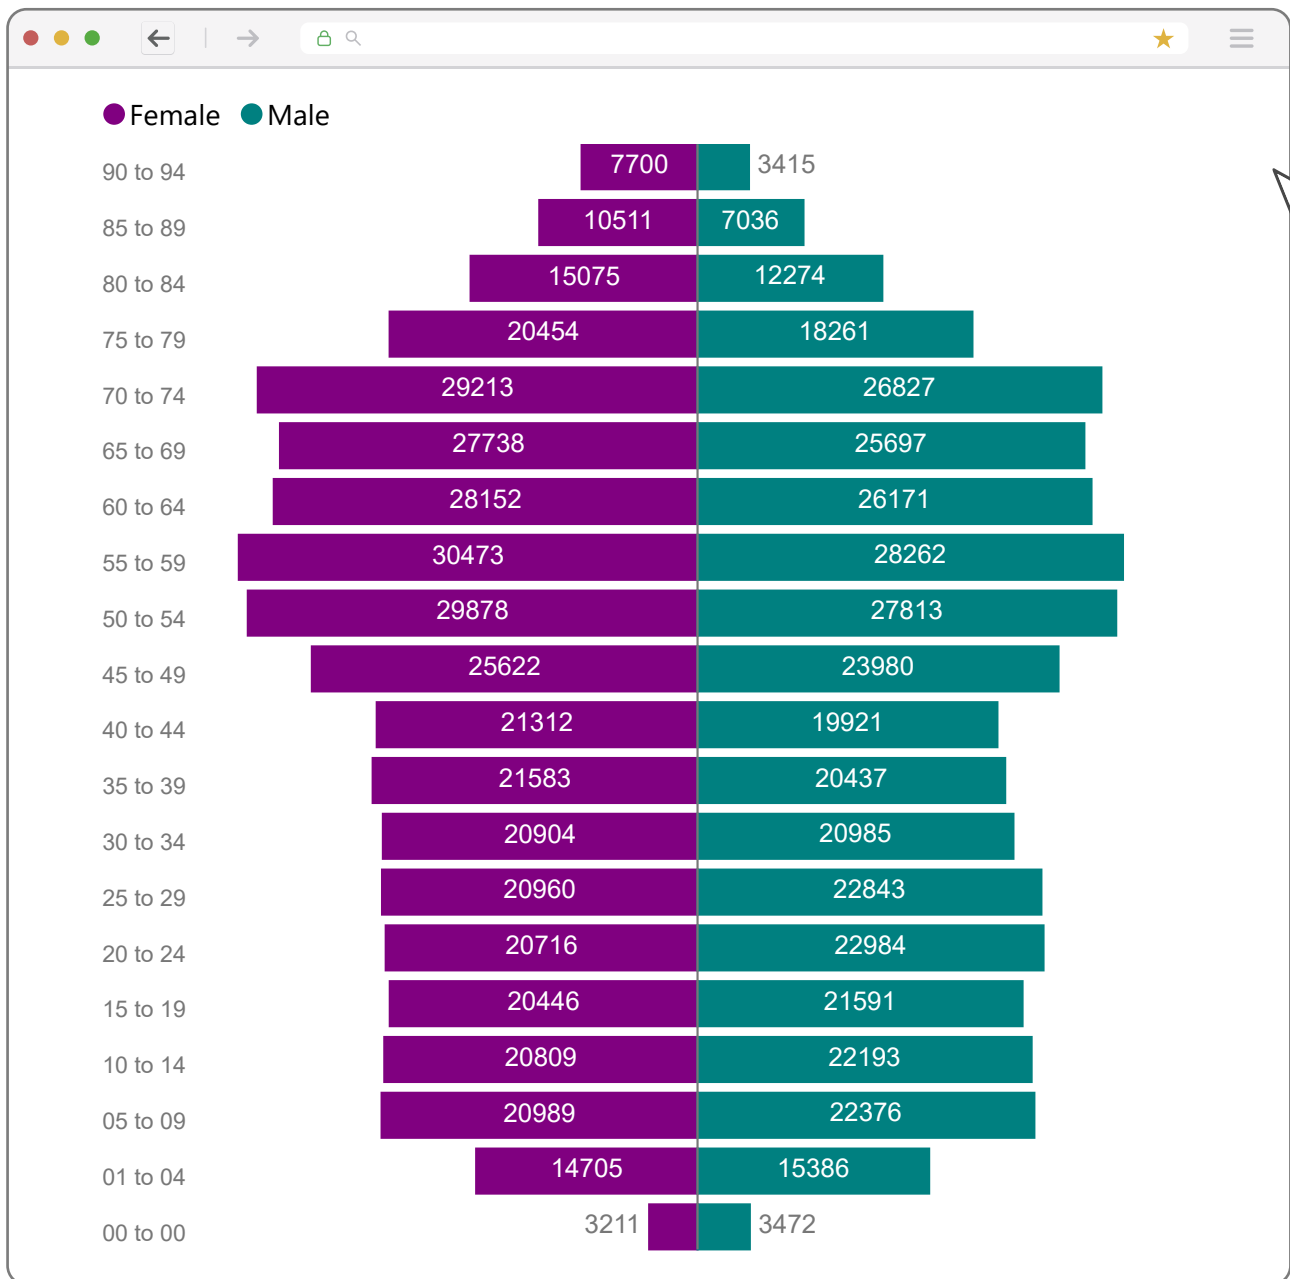 Female Male
90 to 94 7700 3415
85 to 89 10511 7036
80 to 84 15075 12274
75 to 79 20454 18261
70 to 74 29213 26827
65 to 69 27738 25697
60 to 64 28152 26171
55 to 59 30473 28262
50 to 54 29878 27813
45 to 49 25622 23980
40 to 44 21312 19921
35 to 39 21583 20437
30 to 34 20904 20985
25 to 29 20960 22843
20 to 24 20716 22984
15 to 19 20446 21591
10 to 14 20809 22193
05 to 09 20989 22376
01 to 04 14705 15386
00 to 00 3211 3472